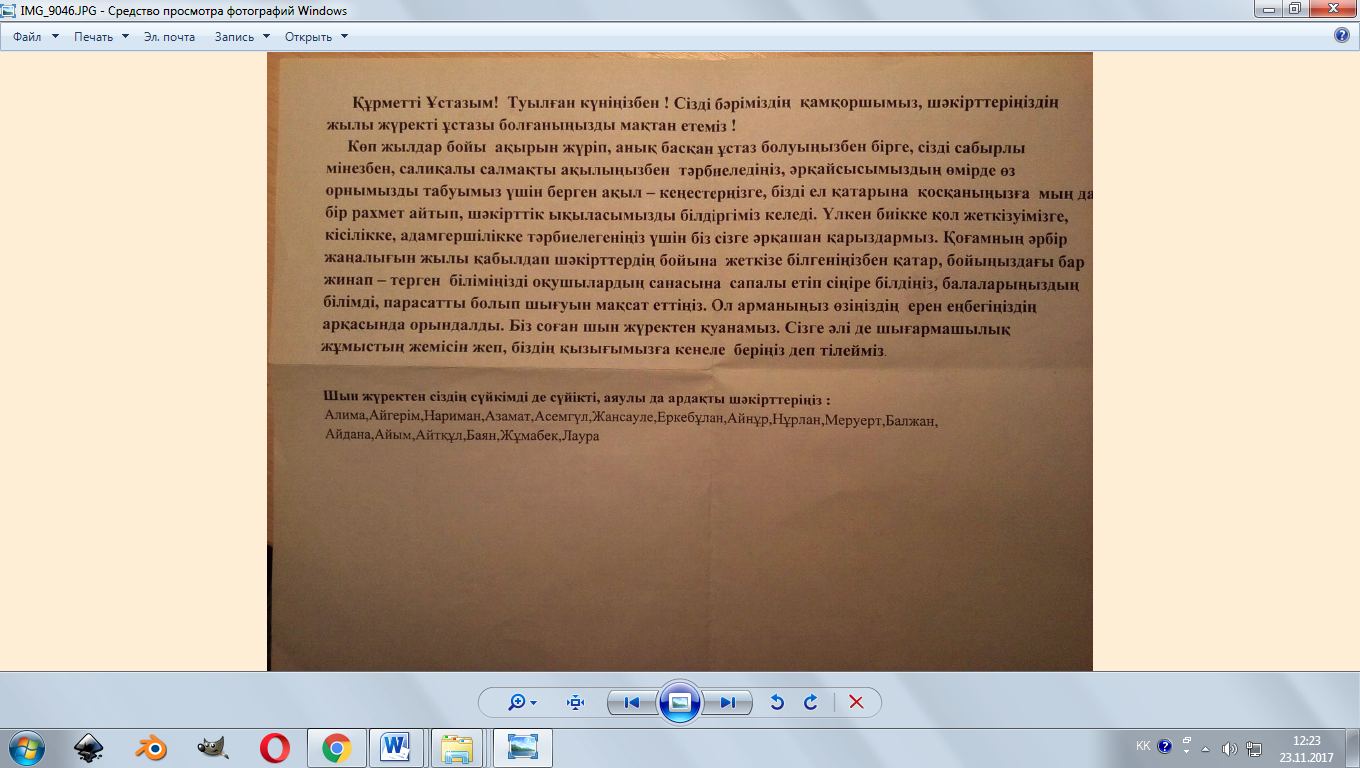 IMG_9046.JPG - Средство просмотра фотографий Windows
Файл Печать Эл. почта Запись Открыть
Құрметті Ұстазым! Туылған күніңізбен ! Сізді бәріміздің қамқоршымыз, шәкірттеріңіздің
жылы жүректі ұстазы болғаныңызды мақтан етеміз !
Көп жылдар бойы ақырын жүріп, анық басқан ұстаз болуыңызбен бірге, сізді сабырлы
мінезбен, салиқалы салмақты ақылыңызбен тәрбиеледіңіз, әрқайсысымыздың өмірде өз
орнымызды табуымыз үшін берген ақыл – кеңестерңізге, бізді ел қатарына қосқаныңызға мың да
бір рахмет айтып, шәкірттік ықыласымызды білдіргіміз келеді. Үлкен биікке қол жеткізуімізге,
кісілікке, адамгершілікке тәрбиелегеніңіз үшін біз сізге әрқашан қарыздармыз. Қоғамның әрбір
жаңалығын жылы қабылдап шәкірттердің бойына жеткізе білгеніңізбен қатар, бойыңыздағы бар
жинап – терген біліміңізді оқушылардың санасына сапалы етіп сіңіре білдіңіз, балаларыңыздың
білімді, парасатты болып шығуын мақсат еттіңіз. Ол арманыңыз өзіңіздің ерен еңбегіңіздің
арқасында орындалды. Біз соған шын жүректен қуанамыз. Сізге әлі де шығармашылық
жұмыстың жемісін жеп, біздің қызығымызға кенеле беріңіз деп тілейміз.
Шын жүректен сіздің сүйкімді де сүйікті, аяулы да ардақты шәкірттеріңіз :
Алима,Айгерім,Нариман,Азамат,Асемгүл,Жансауле,Еркебұлан,Айнұр,Нұрлан,Меруерт,Балжан,
Айдана,Айым,Айтқұл,Баян,Жұмабек,Лаура
KK
12:23
23.11.2017